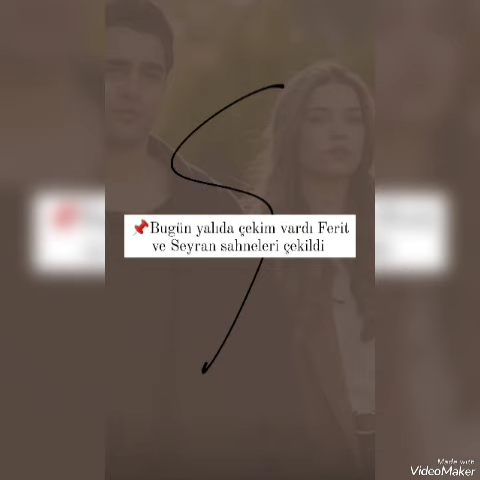 📌Bugün yalıda çekim vardı Ferit
ve Seyran sahneleri çekildi
Made with
VideoMaker